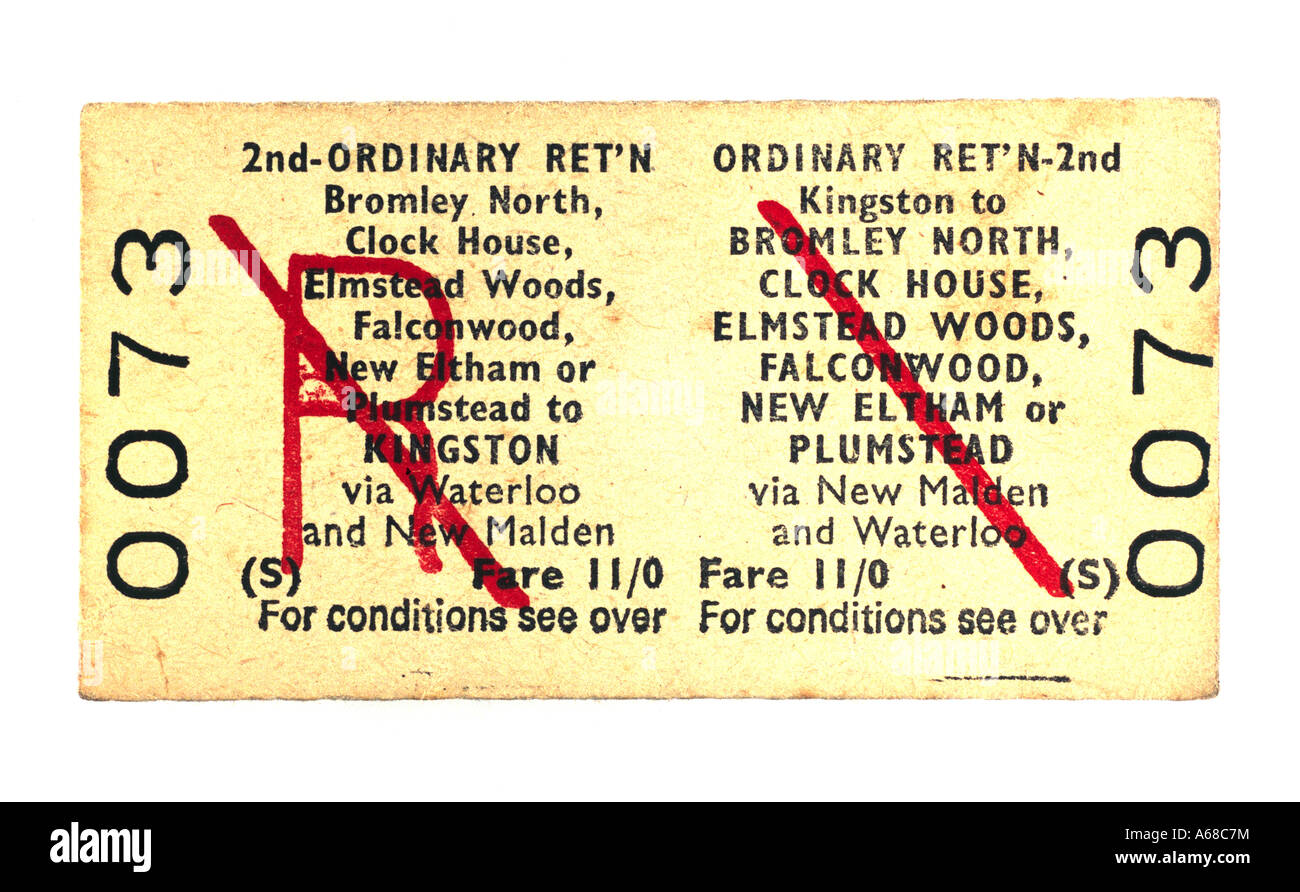 0073
2nd-ORDINARY RET'N
Bromley North,
Clock House,
Elmstead Woods,
Falconwood,
New Eltham or
Plumstead to
KINGSTON
via Waterloo
and New Malden
(S) Fare 11/0
For conditions see over
R
ORDINARY RET'N-2nd
Kingston to
BROMLEY NORTH,
CLOCK HOUSE,
ELMSTEAD WOODS,
FALCONWOOD,
NEW ELTHAM or
PLUMSTEAD
via New Malden
and Waterloo
Fare 11/0 (S)
For conditions see over
0073
alamy
alamy
Image ID: A68C7M
www.alamy.com